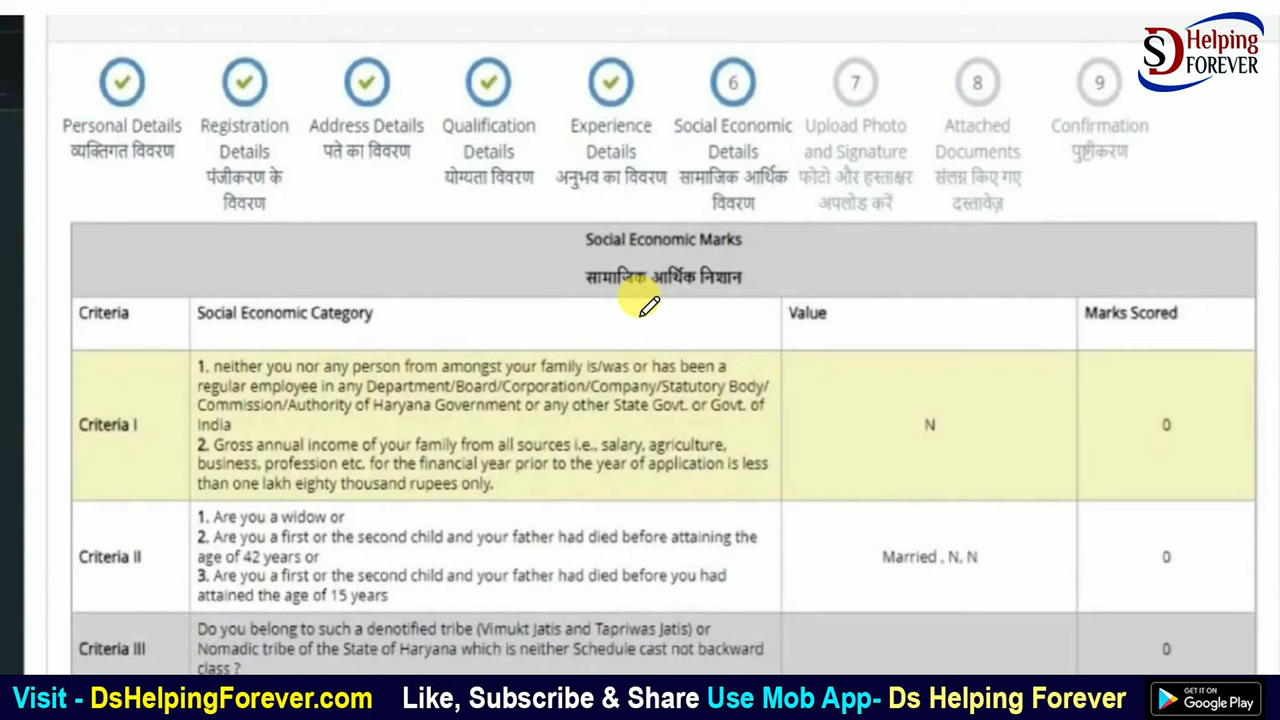 SD Helping
FOREVER
6
7
8
9
Personal Details
व्यक्तिगत विवरण
Registration
Details
पंजीकरण के
विवरण
Address Details
पते का विवरण
Qualification
Details
योग्यता विवरण
Experience
Details
अनुभव का विवरण
Social Economic
Details
सामाजिक आर्थिक
विवरण
Upload Photo
and Signature
फोटो और हस्ताक्षर
अपलोड करें
Attached
Documents
संलग्न किए गए
दस्तावेज़
Confirmation
पुष्टीकरण
Social Economic Marks
सामाजिक आर्थिक निशान
Criteria
Social Economic Category
Value
Marks Scored
Criteria I
1. neither you nor any person from amongst your family is/was or has been a
regular employee in any Department/Board/Corporation/Company/Statutory Body/
Commission/Authority of Haryana Government or any other State Govt. or Govt. of
India
2. Gross annual income of your family from all sources i.e., salary, agriculture,
business, profession etc. for the financial year prior to the year of application is less
than one lakh eighty thousand rupees only.
N
0
Criteria II
1. Are you a widow or
2. Are you a first or the second child and your father had died before attaining the
age of 42 years or
3. Are you a first or the second child and your father had died before you had
attained the age of 15 years
Married , N, N
0
Criteria III
Do you belong to such a denotified tribe (Vimukt Jatis and Tapriwas Jatis) or
Nomadic tribe of the State of Haryana which is neither Schedule cast not backward
class ?
0
Visit - DsHelpingForever.com Like, Subscribe & Share Use Mob App- Ds Helping Forever
GET IT ON
Google Play